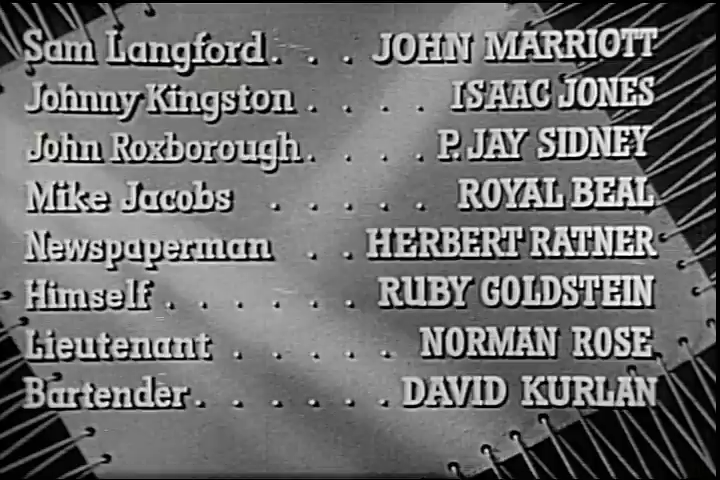 Sam Langford. . . JOHN MARRIOTT
Johnny Kingston . . . . ISAAC JONES
John Roxborough. . . . P. JAY SIDNEY
Mike Jacobs . . . . . ROYAL BEAL
Newspaperman . . HERBERT RATNER
Himself . . . . . . RUBY GOLDSTEIN
Lieutenant . . . . . NORMAN ROSE
Bartender. . . . . . DAVID KURLAN